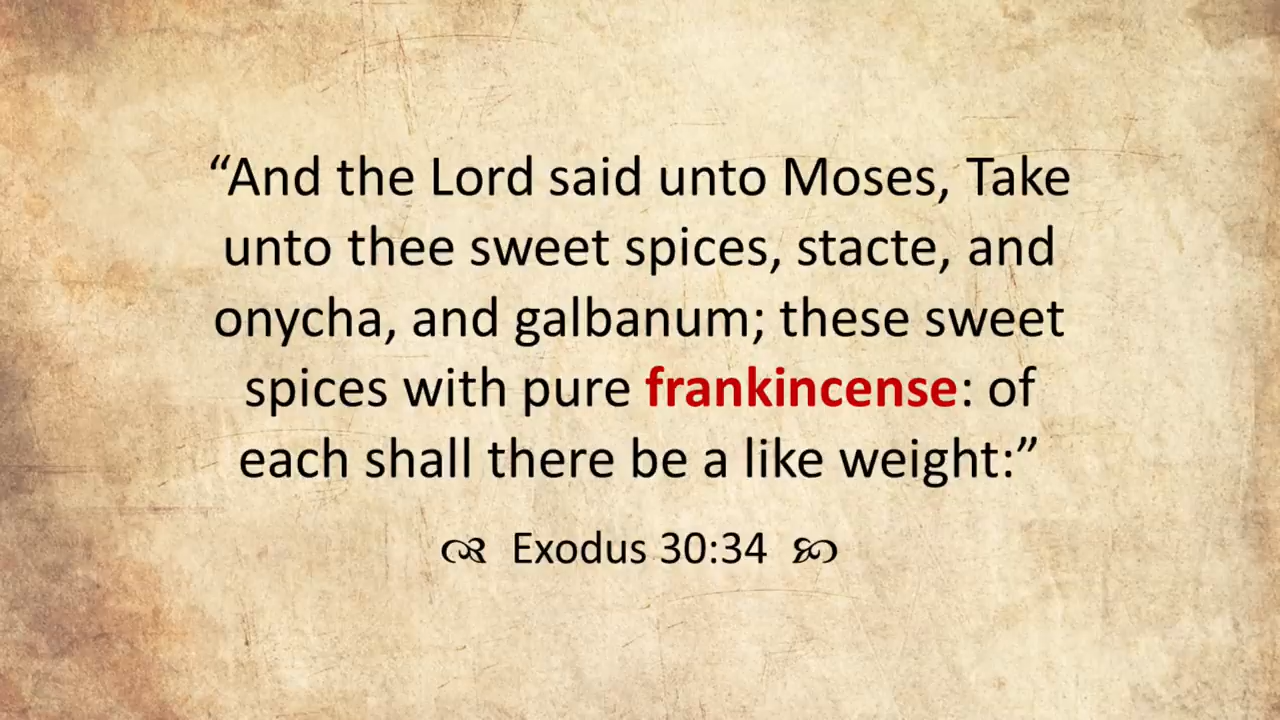 “And the Lord said unto Moses, Take
unto thee sweet spices, stacte, and
onycha, and galbanum; these sweet
spices with pure frankincense: of
each shall there be a like weight:”
Exodus 30:34